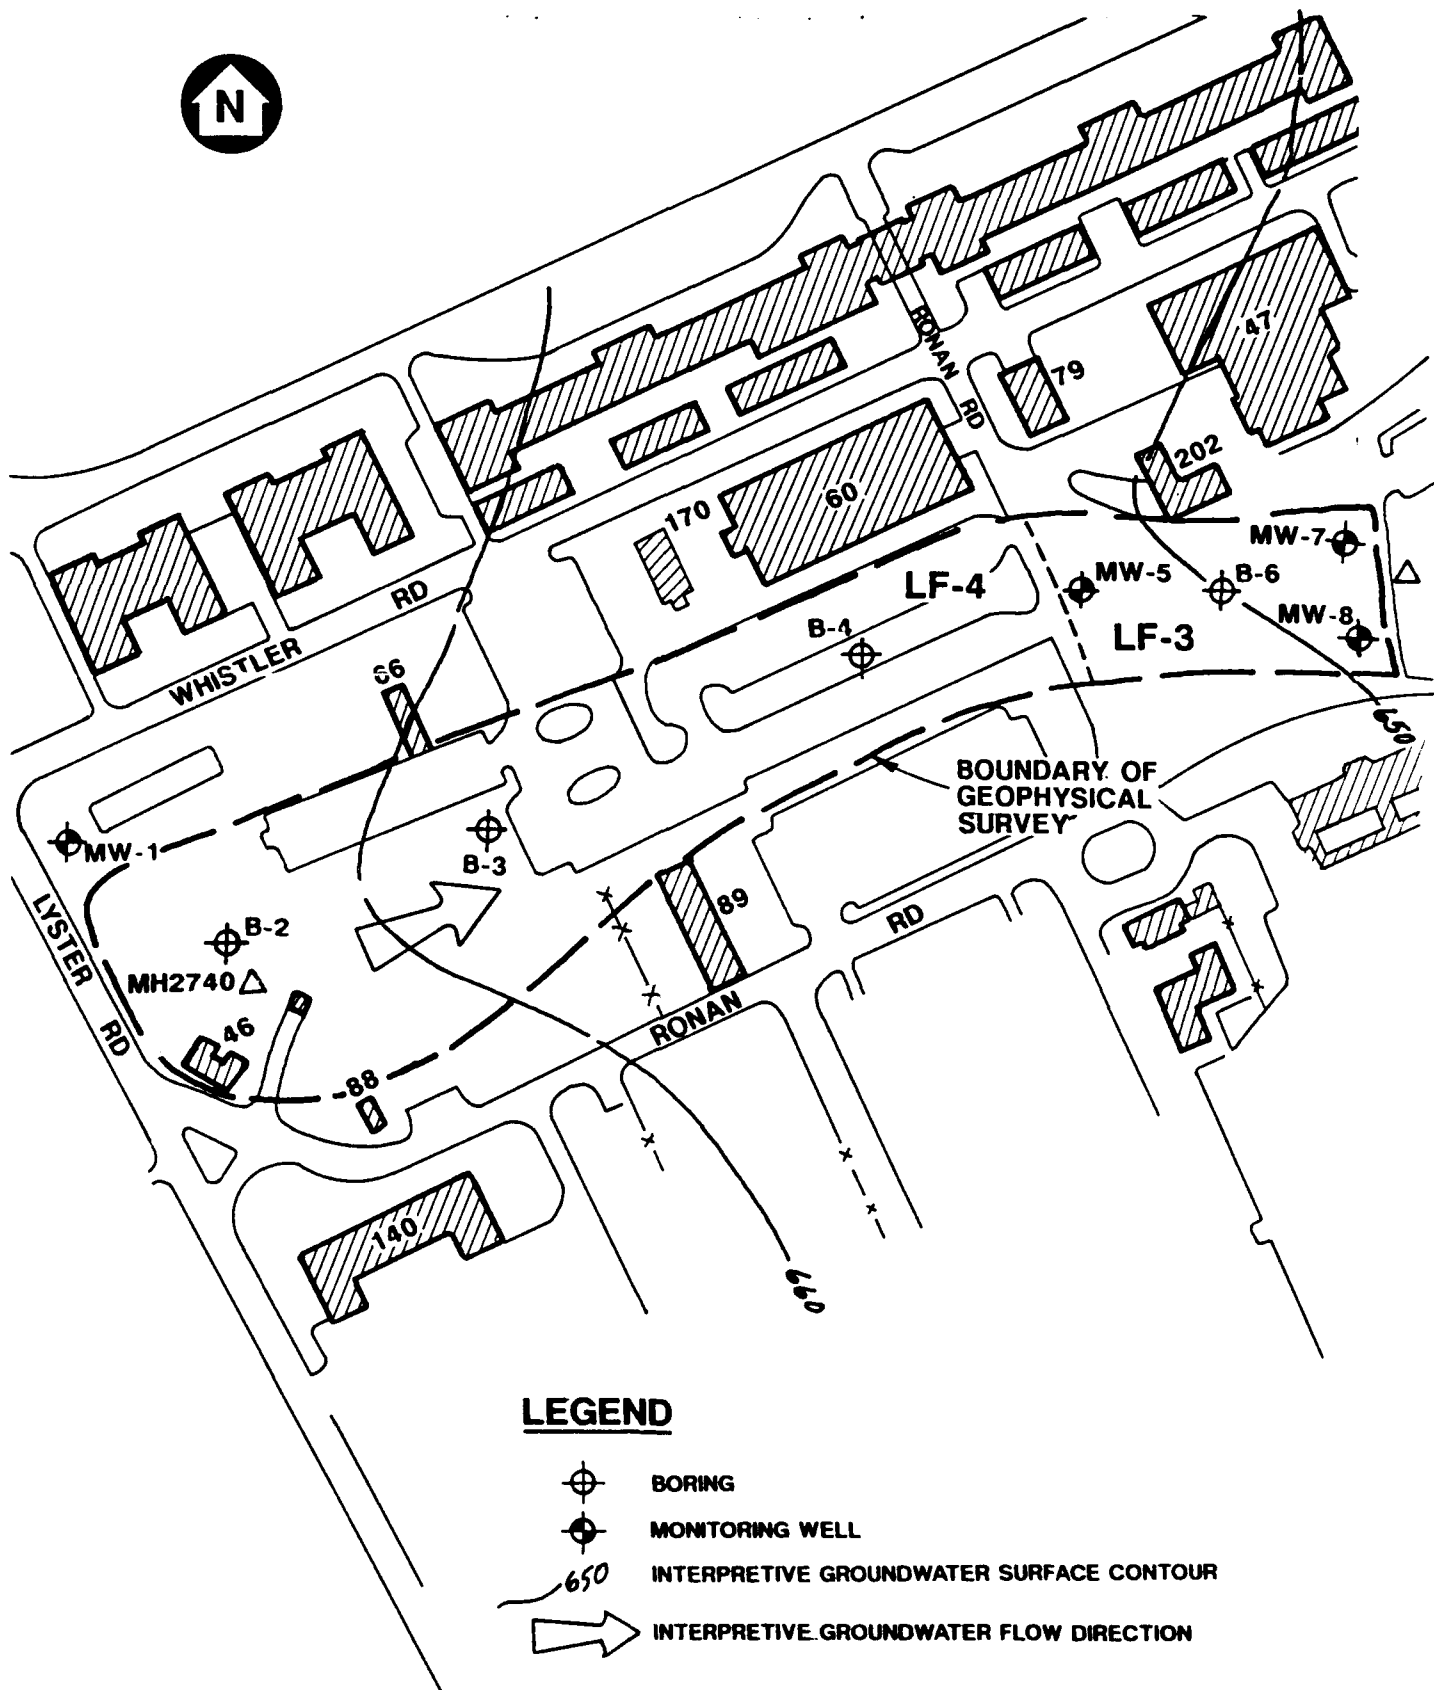 N
RONAN
RD
47
79
202
60
170
MW-7
LF-4
MW-5
B-6
MW-8
LF-3
B-4
RD
WHISTLER
66
650
BOUNDARY OF
GEOPHYSICAL
SURVEY
MW-1
B-3
LYSTER
RD
89
RD
B-2
MH2740
RONAN
46
88
140
660
LEGEND
BORING
MONITORING WELL
650 INTERPRETIVE GROUNDWATER SURFACE CONTOUR
INTERPRETIVE GROUNDWATER FLOW DIRECTION